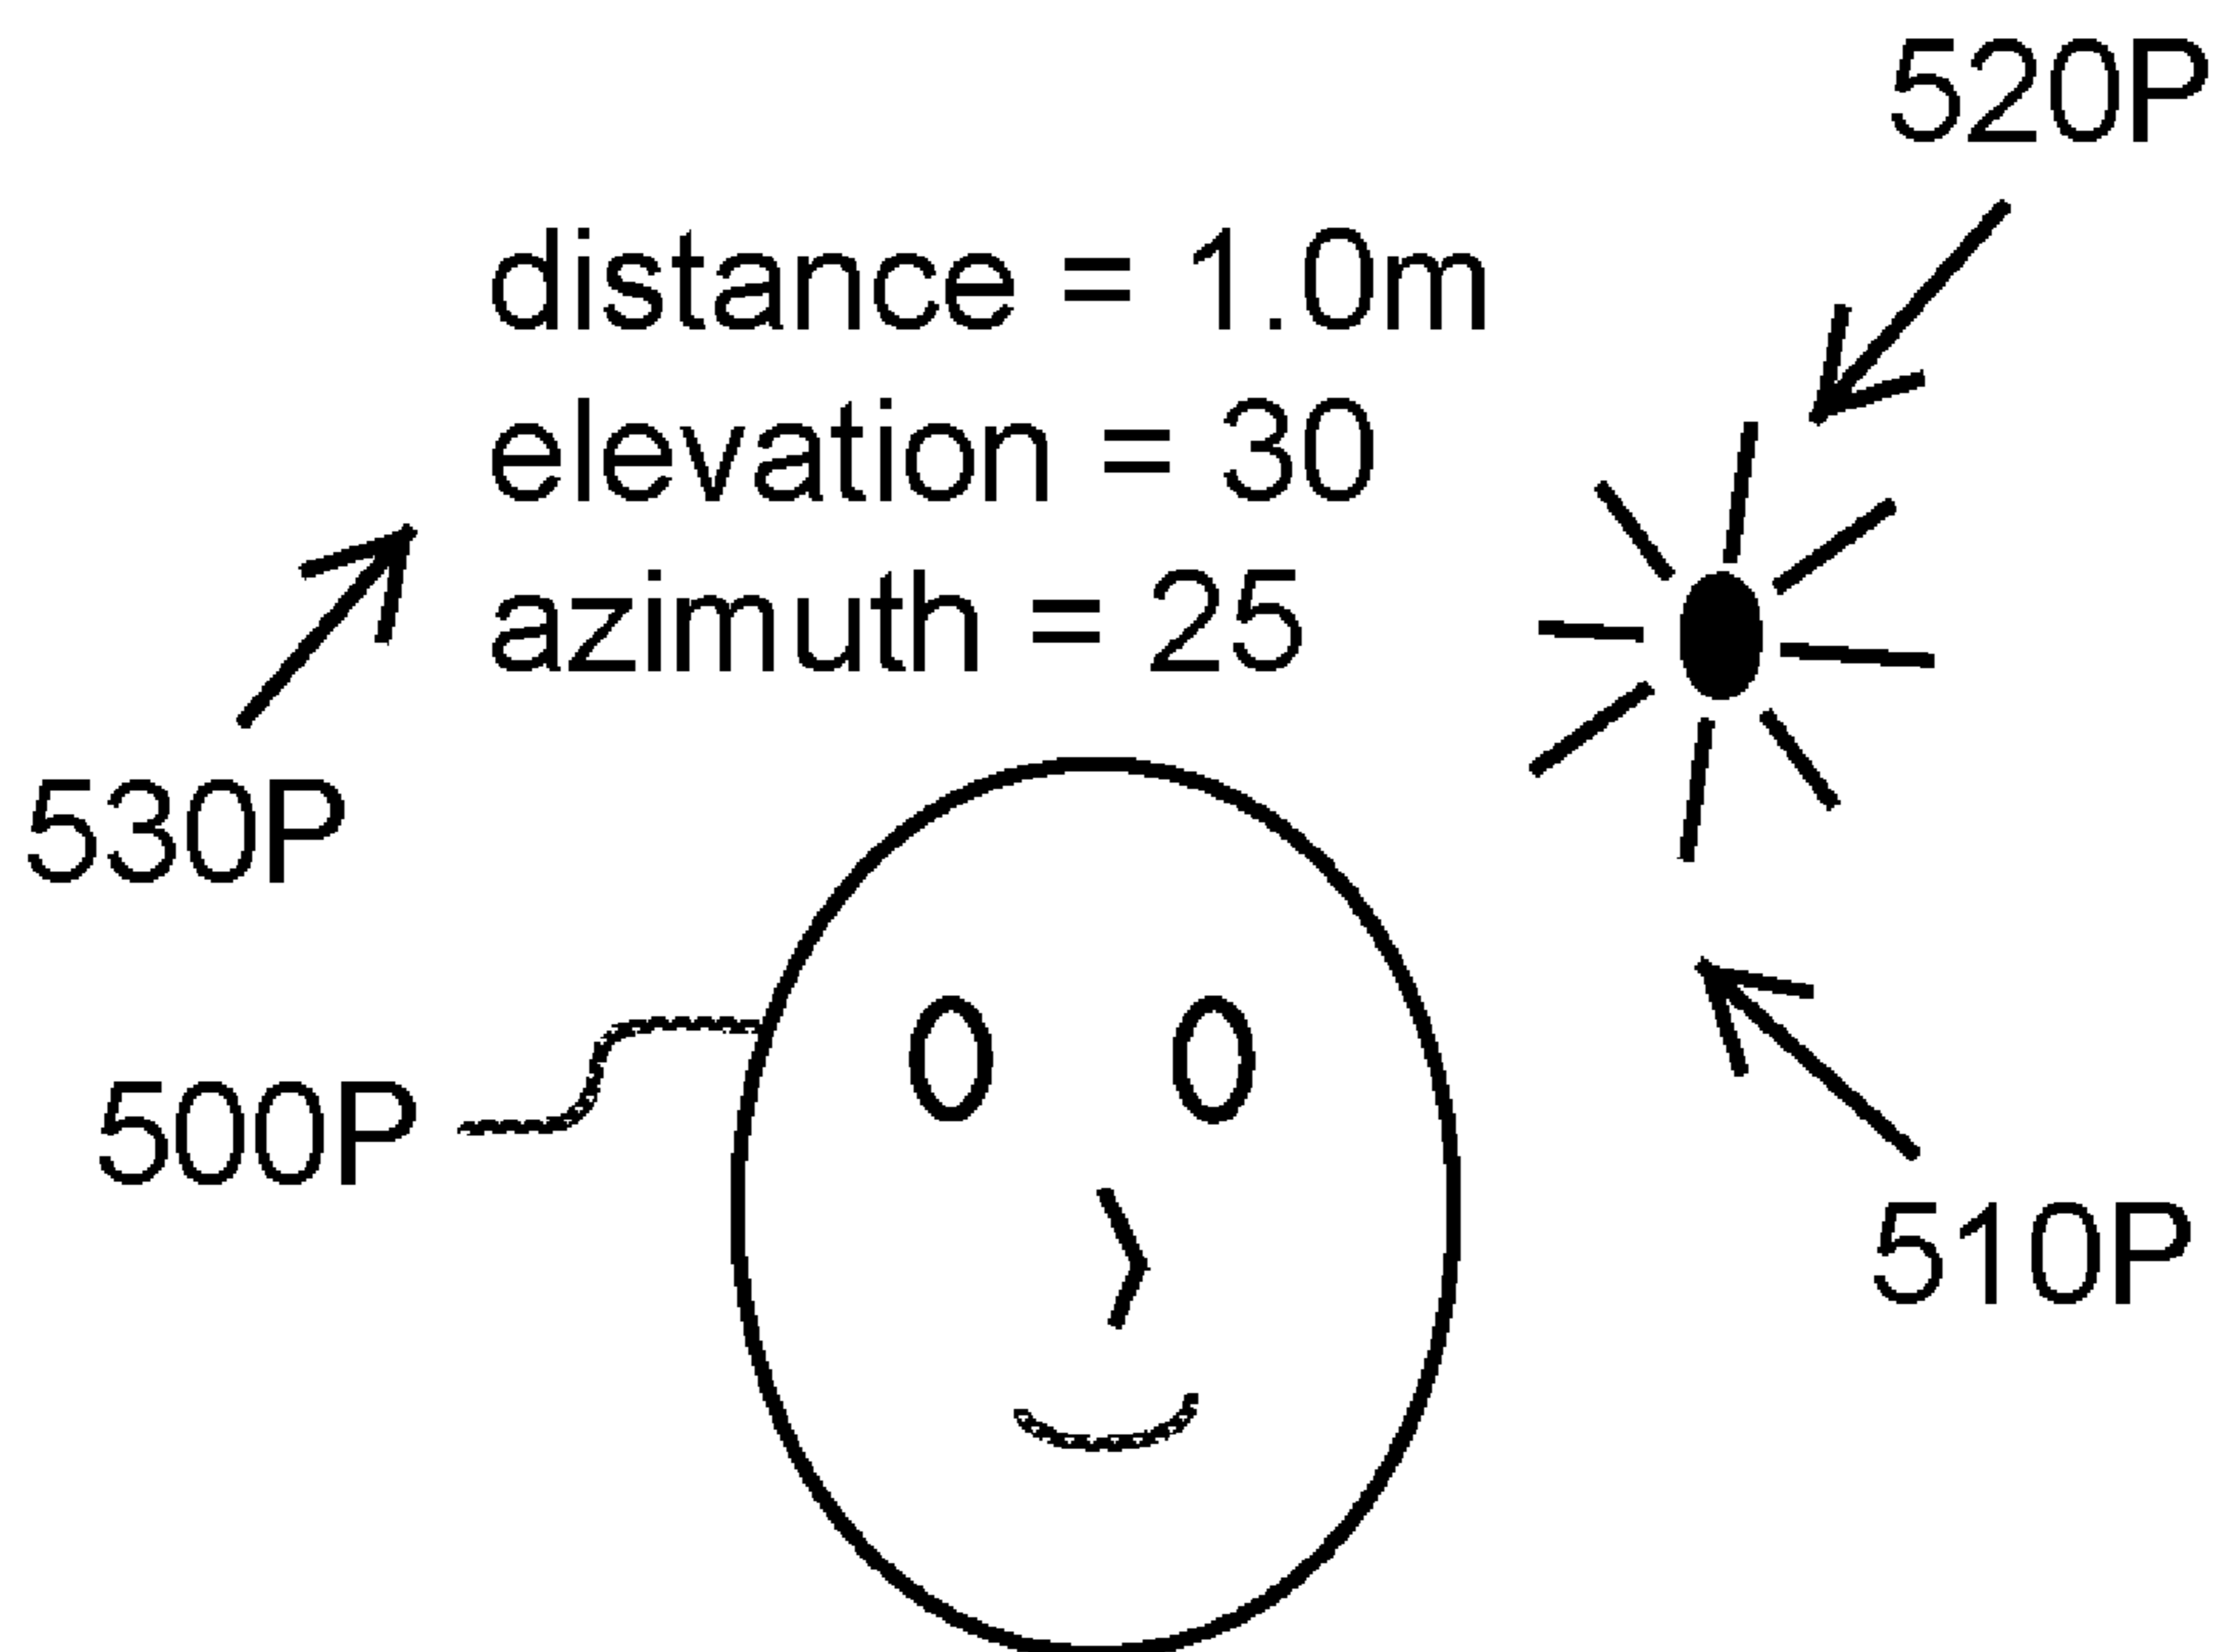 520P
distance = 1.0m
elevation = 30
azimuth = 25
530P
500P
510P